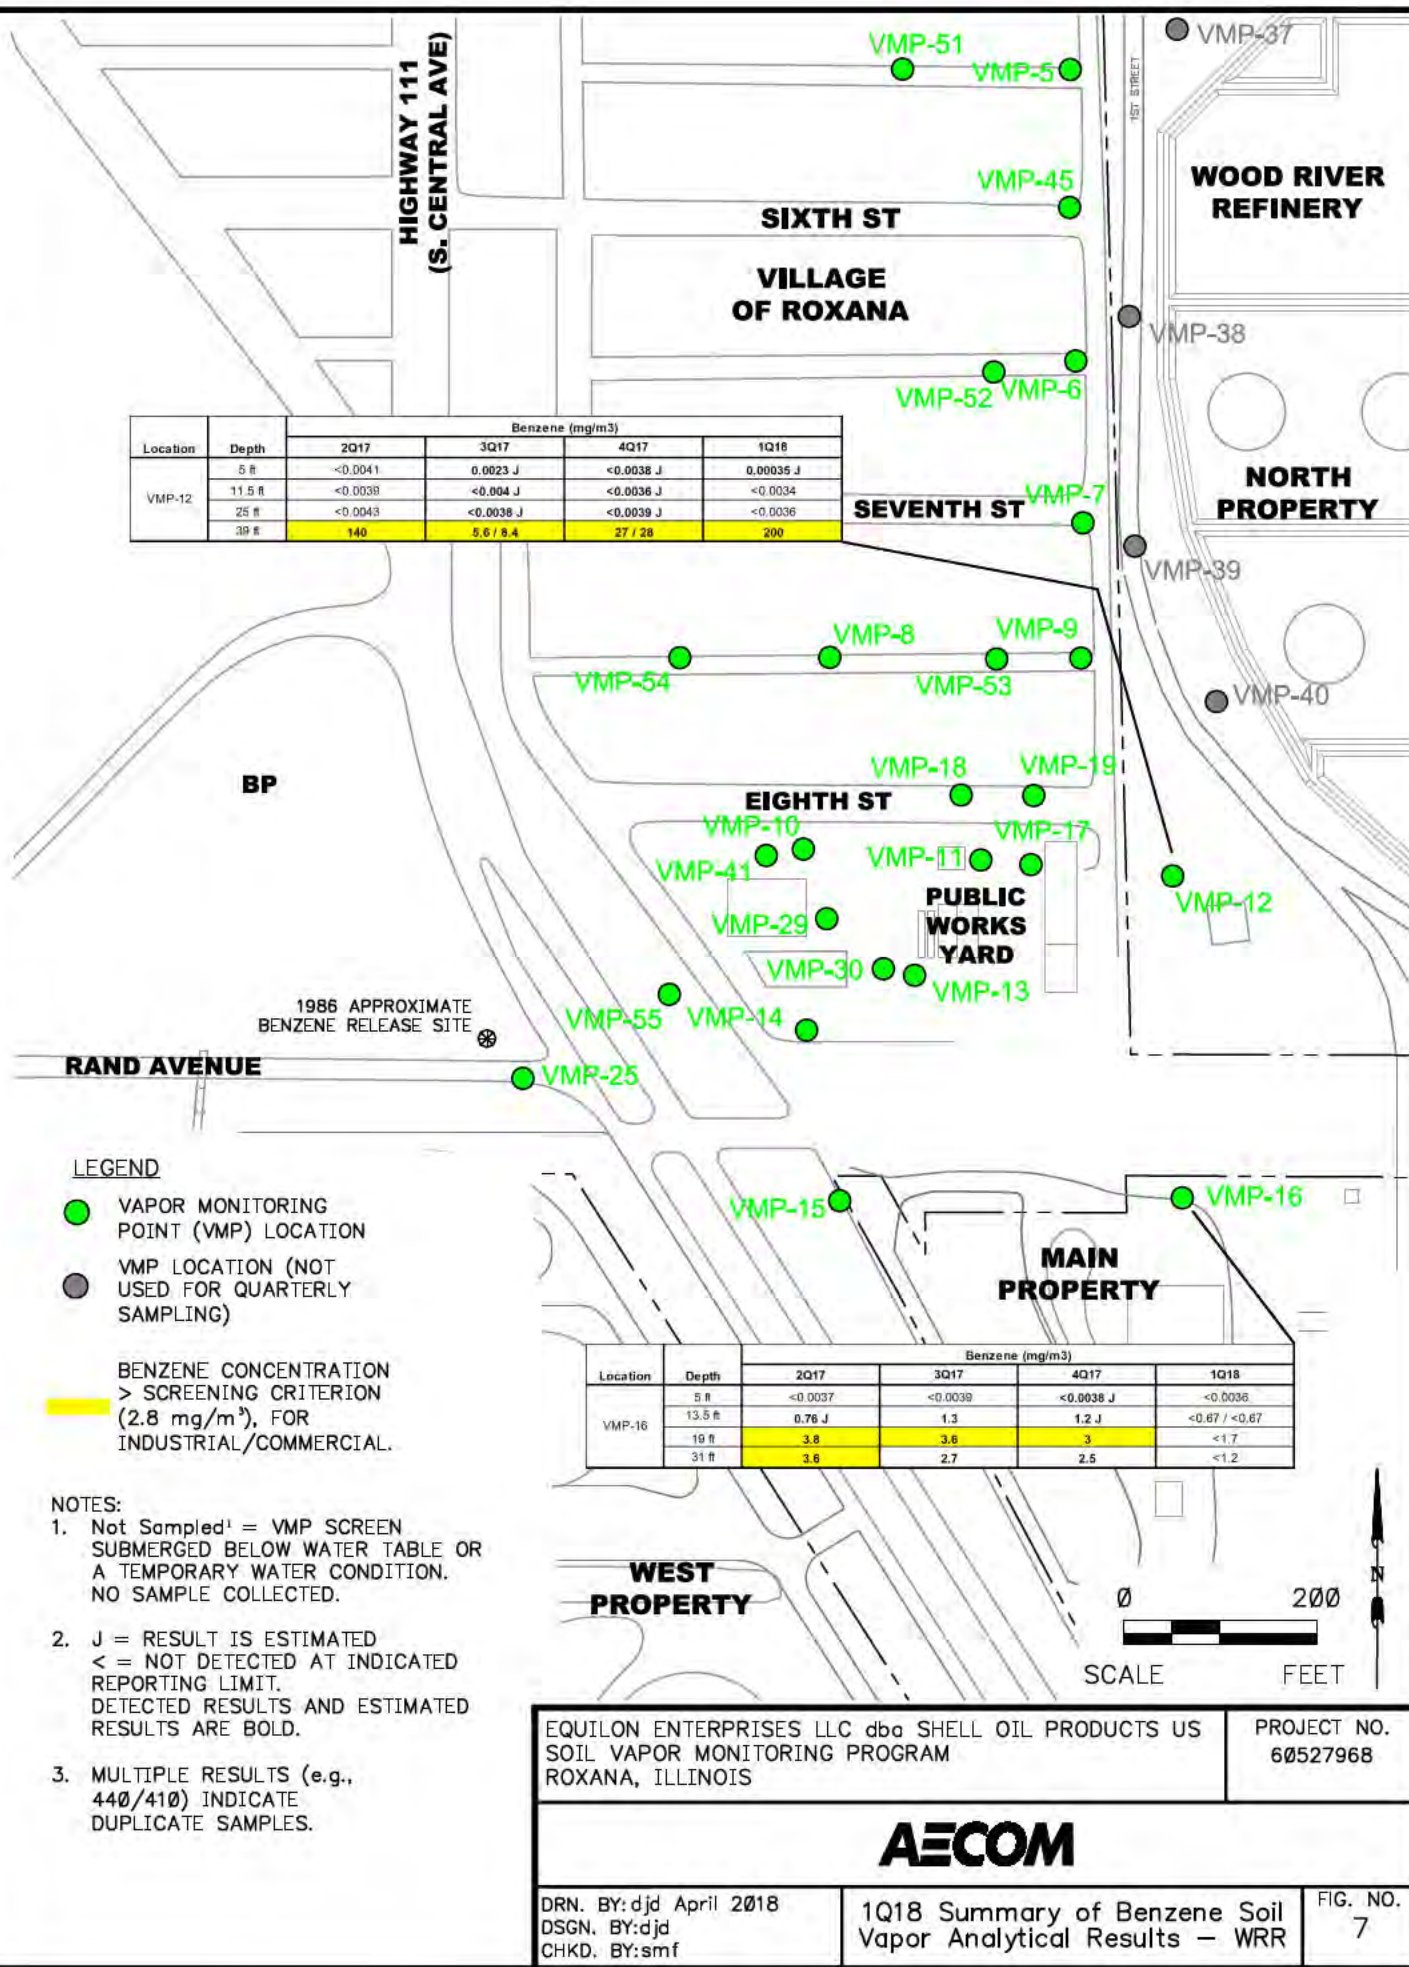 VMP-51
VMP-5
VMP-37
1ST STREET
HIGHWAY 111
(S. CENTRAL AVE)
VMP-45
WOOD RIVER
REFINERY
SIXTH ST
VILLAGE
OF ROXANA
VMP-38
VMP-52
VMP-6
Location Depth Benzene (mg/m3)
2Q17 3Q17 4Q17 1Q18
VMP-12
5 ft <0.0041 0.0023 J <0.0038 J 0.00035 J
11.5 ft <0.0039 <0.004 J <0.0036 J <0.0034
25 ft <0.0043 <0.0038 J <0.0039 J <0.0036
39 ft 140 5.6 / 8.4 27 / 28 200
NORTH
PROPERTY
SEVENTH ST
VMP-7
VMP-39
VMP-8
VMP-9
VMP-54
VMP-53
VMP-40
BP
VMP-18
VMP-19
EIGHTH ST
VMP-10
VMP-17
VMP-41
VMP-11
PUBLIC
WORKS
YARD
VMP-12
VMP-29
VMP-30
VMP-13
1986 APPROXIMATE
BENZENE RELEASE SITE
VMP-55
VMP-14
RAND AVENUE
VMP-25
VMP-15
VMP-16
MAIN
PROPERTY
LEGEND
VAPOR MONITORING
POINT (VMP) LOCATION
VMP LOCATION (NOT
USED FOR QUARTERLY
SAMPLING)
BENZENE CONCENTRATION
> SCREENING CRITERION
(2.8 mg/m³), FOR
INDUSTRIAL/COMMERCIAL.
Location Depth Benzene (mg/m3)
2Q17 3Q17 4Q17 1Q18
VMP-16
5 ft <0.0037 <0.0039 <0.0038 J <0.0036
13.5 ft 0.76 J 1.3 1.2 J <0.67 / <0.67
19 ft 3.8 3.6 3 <1.7
31 ft 3.6 2.7 2.5 <1.2
NOTES:
1. Not Sampled¹ = VMP SCREEN
SUBMERGED BELOW WATER TABLE OR
A TEMPORARY WATER CONDITION.
NO SAMPLE COLLECTED.
2. J = RESULT IS ESTIMATED
< = NOT DETECTED AT INDICATED
REPORTING LIMIT.
DETECTED RESULTS AND ESTIMATED
RESULTS ARE BOLD.
3. MULTIPLE RESULTS (e.g.,
440/410) INDICATE
DUPLICATE SAMPLES.
WEST
PROPERTY
N
0 200
SCALE FEET
EQUILON ENTERPRISES LLC dba SHELL OIL PRODUCTS US
SOIL VAPOR MONITORING PROGRAM
ROXANA, ILLINOIS
PROJECT NO.
60527968
AECOM
DRN. BY:djd April 2018
DSGN. BY:djd
CHKD. BY:smf
1Q18 Summary of Benzene Soil
Vapor Analytical Results – WRR
FIG. NO.
7